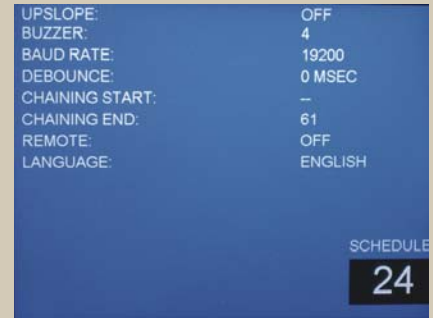 UPSLOPE: OFF
BUZZER: 4
BAUD RATE: 19200
DEBOUNCE: 0 MSEC
CHAINING START: --
CHAINING END: 61
REMOTE: OFF
LANGUAGE: ENGLISH
SCHEDULE
24